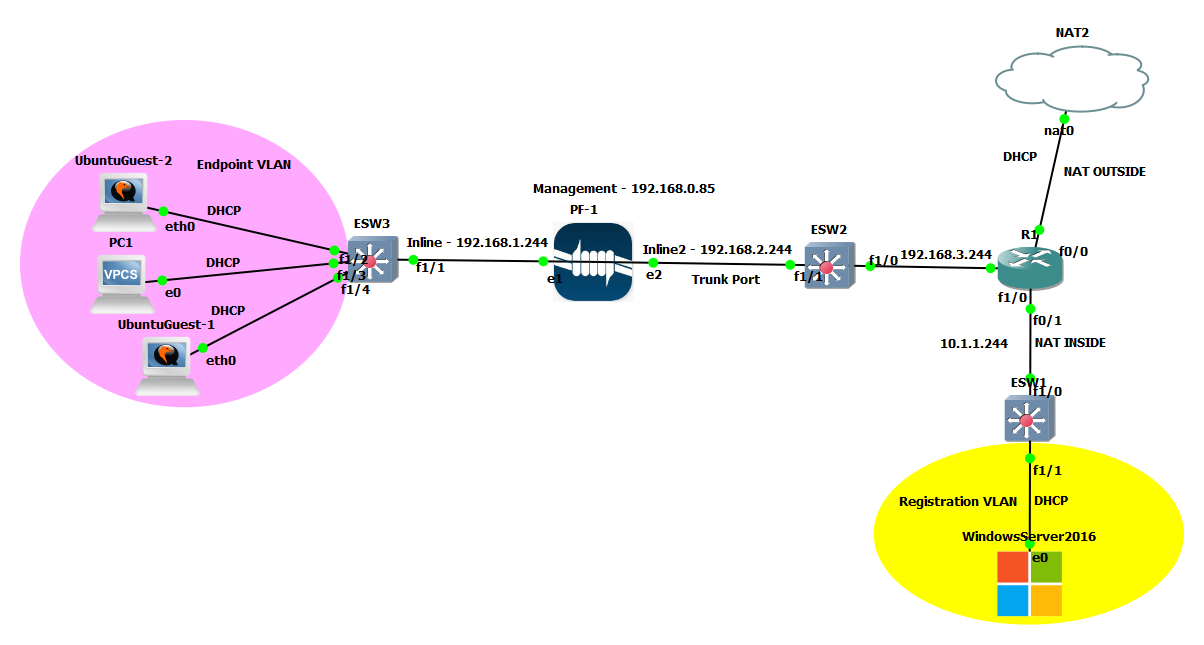 NAT2
nat0
DHCP
NAT OUTSIDE
UbuntuGuest-2
Endpoint VLAN
DHCP
eth0
PC1
VPCS
DHCP
e0
UbuntuGuest-1
DHCP
eth0
ESW3
f1/2
f1/3
f1/4
Inline - 192.168.1.244
f1/1
Management - 192.168.0.85
PF-1
e1
Inline2 - 192.168.2.244
e2
Trunk Port
ESW2
f1/1
f1/0
192.168.3.244
R1
f0/0
f1/0
f0/1
10.1.1.244
NAT INSIDE
ESW1
f1/0
f1/1
Registration VLAN
DHCP
WindowsServer2016
e0